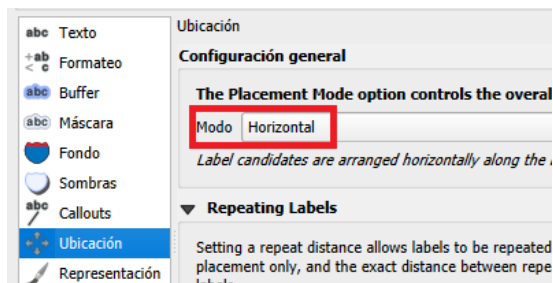 abc Texto
+ab
< c Formateo
abc Buffer
abc Máscara
Fondo
Sombras
abc Callouts
Ubicación
Representación
Ubicación
Configuración general
The Placement Mode option controls the overal
Modo Horizontal
Label candidates are arranged horizontally along the
Repeating Labels
Setting a repeat distance allows labels to be repeated
placement only, and the exact distance between repe